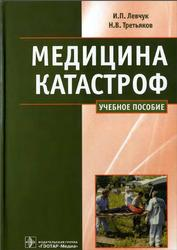 И.П. Левчук
Н.В. Третьяков
МЕДИЦИНА
КАТАСТРОФ
УЧЕБНОЕ ПОСОБИЕ
ИЗДАТЕЛЬСКАЯ ГРУППА
«ГЭОТАР-Медиа»